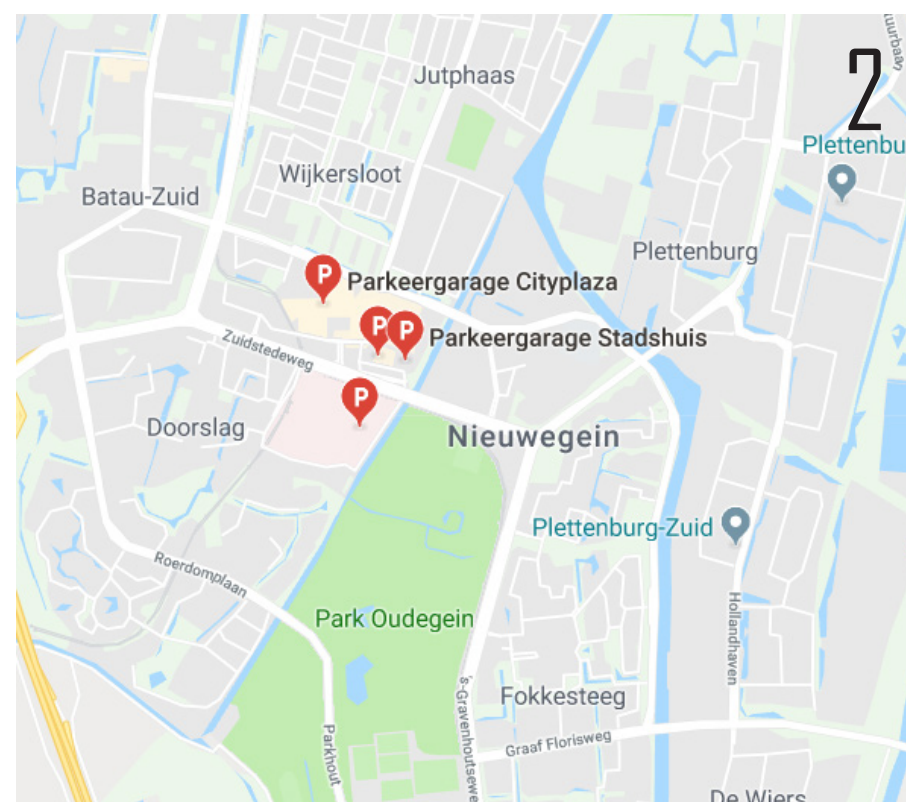 2
Jutphaas
Plettenbu
Wijkersloot
Batau-Zuid
Plettenburg
P
Parkeergarage Cityplaza
P
P
Parkeergarage Stadshuis
Zuidstedeweg
P
Doorslag
Nieuwegein
Plettenburg-Zuid
Roerdomplaan
Park Oudegein
Hollandhaven
Fokkesteeg
's-Gravenhoutsewe
Parkhout
Graaf Florisweg
De Wiers